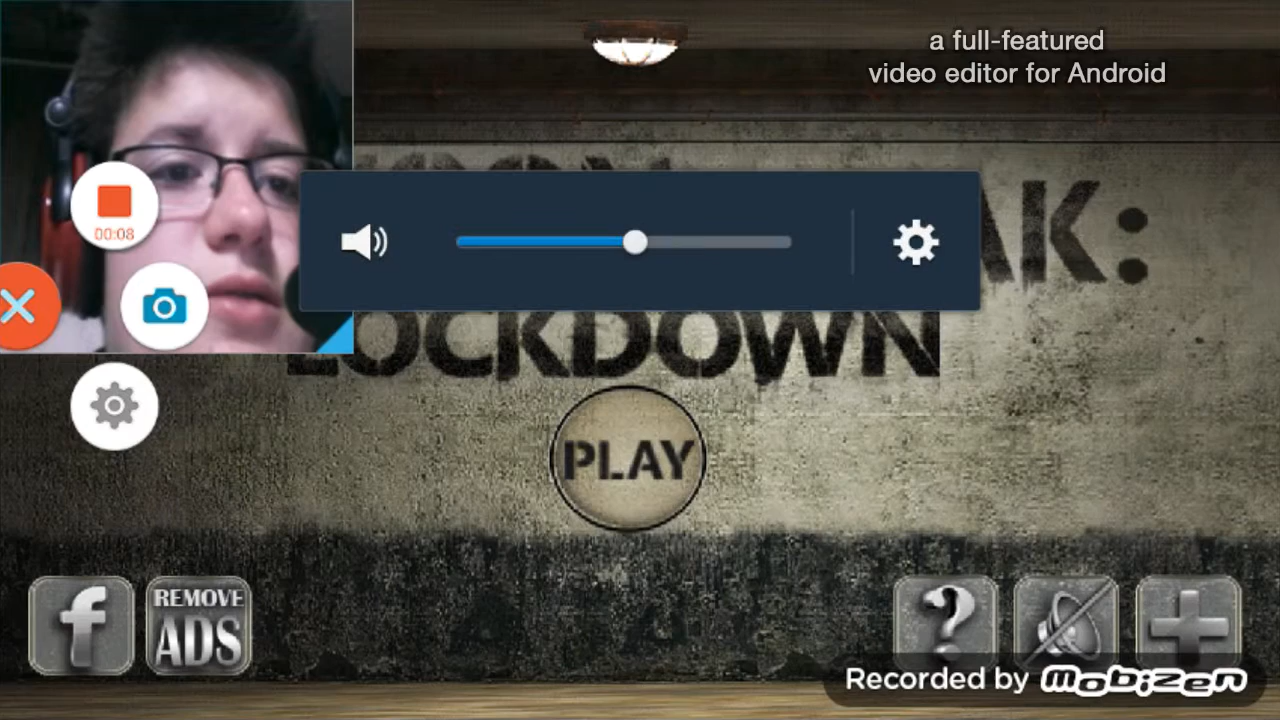 a full-featured
video editor for Android
00:08
AK:
LOCKDOWN
PLAY
f
REMOVE
ADS
?
Recorded by mobizen